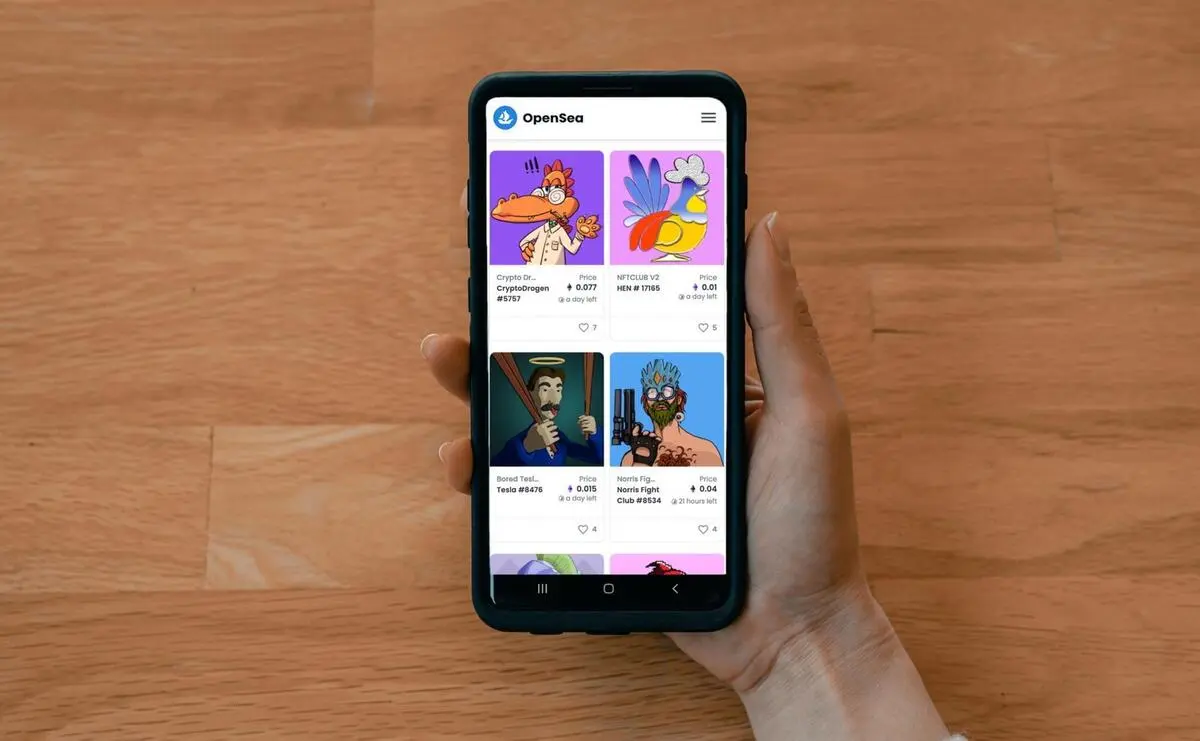 OpenSea
!!!
Crypto Dr...
CryptoDrogen
#5757
Price
0.077
a day left
7
NFTCLUB V2
HEN # 17165
Price
0.01
a day left
5
Bored Tesl...
Tesla #8476
Price
0.015
a day left
4
Norris Fig...
Norris Fight
Club #8534
Price
0.04
21 hours left
4